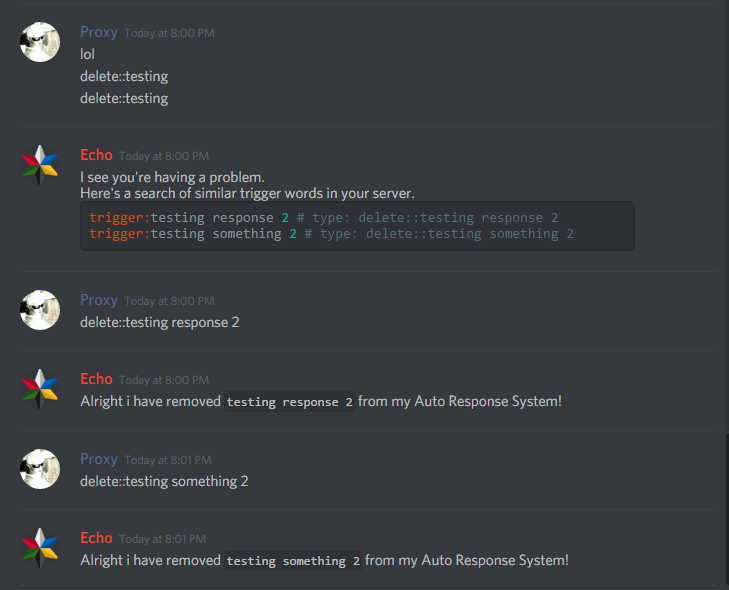 Proxy Today at 8:00 PM
lol
delete::testing
delete::testing
Echo Today at 8:00 PM
I see you're having a problem.
Here's a search of similar trigger words in your server.
trigger:testing response 2 # type: delete::testing response 2
trigger:testing something 2 # type: delete::testing something 2
Proxy Today at 8:00 PM
delete::testing response 2
Echo Today at 8:00 PM
Alright i have removed testing response 2 from my Auto Response System!
Proxy Today at 8:01 PM
delete::testing something 2
Echo Today at 8:01 PM
Alright i have removed testing something 2 from my Auto Response System!